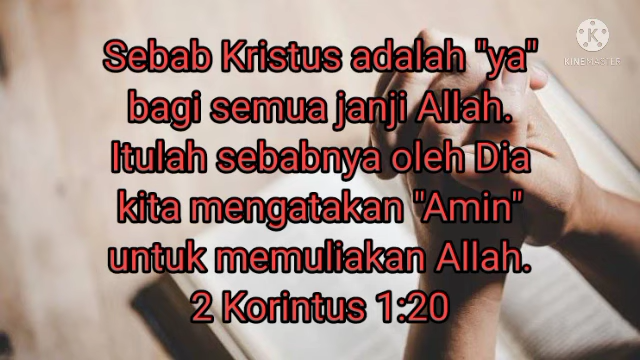 Sebab Kristus adalah "ya"
bagi semua janji Allah.
Itulah sebabnya oleh Dia
kita mengatakan "Amin"
untuk memuliakan Allah.
2 Korintus 1:20
K
KINEMASTER